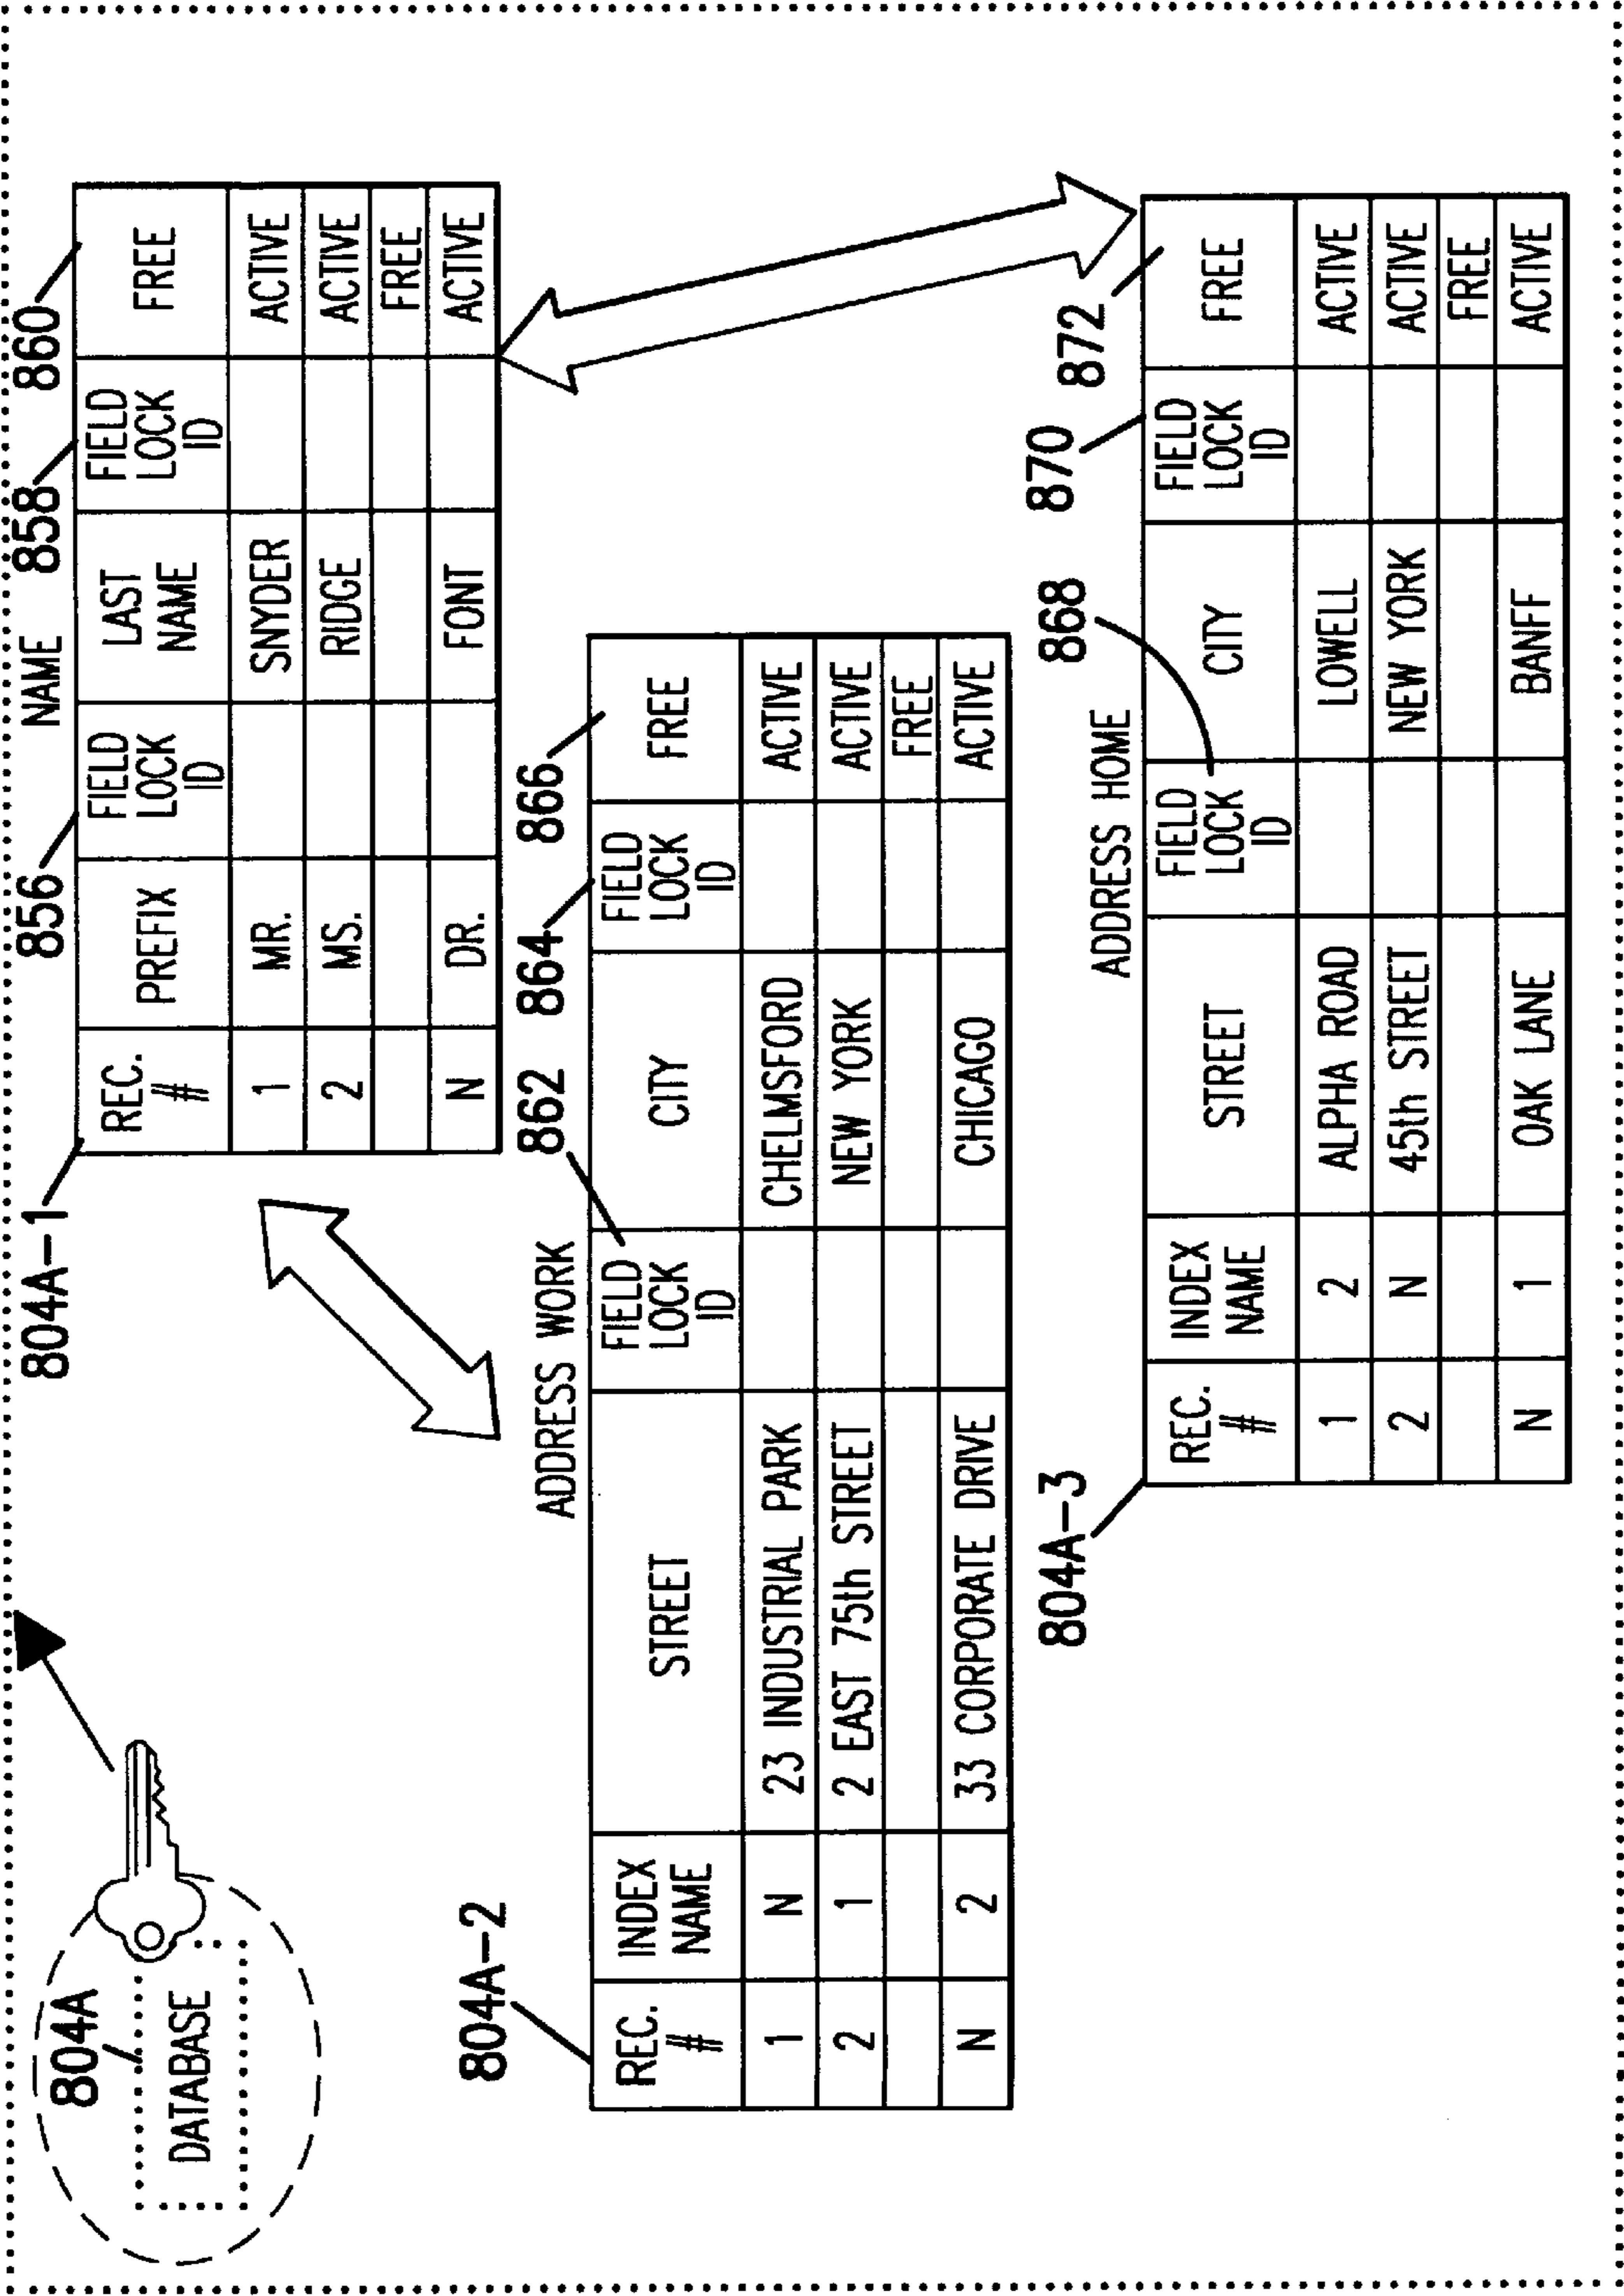 804A
DATABASE
804A-1
856
NAME
858
860
REC. # PREFIX FIELD LOCK ID LAST NAME FIELD LOCK ID FREE
1 MR. SNYDER ACTIVE
2 MS. RIDGE ACTIVE
FREE
N DR. FONT ACTIVE
804A-2
ADDRESS WORK
862
864
866
REC. # INDEX NAME STREET FIELD LOCK ID CITY FIELD LOCK ID FREE
1 N 23 INDUSTRIAL PARK CHELMSFORD ACTIVE
2 1 2 EAST 75th STREET NEW YORK ACTIVE
FREE
N 2 33 CORPORATE DRIVE CHICAGO ACTIVE
804A-3
ADDRESS HOME
868
870
872
REC. # INDEX NAME STREET FIELD LOCK ID CITY FIELD LOCK ID FREE
1 2 ALPHA ROAD LOWELL ACTIVE
2 N 45th STREET NEW YORK ACTIVE
FREE
N 1 OAK LANE BANFF ACTIVE